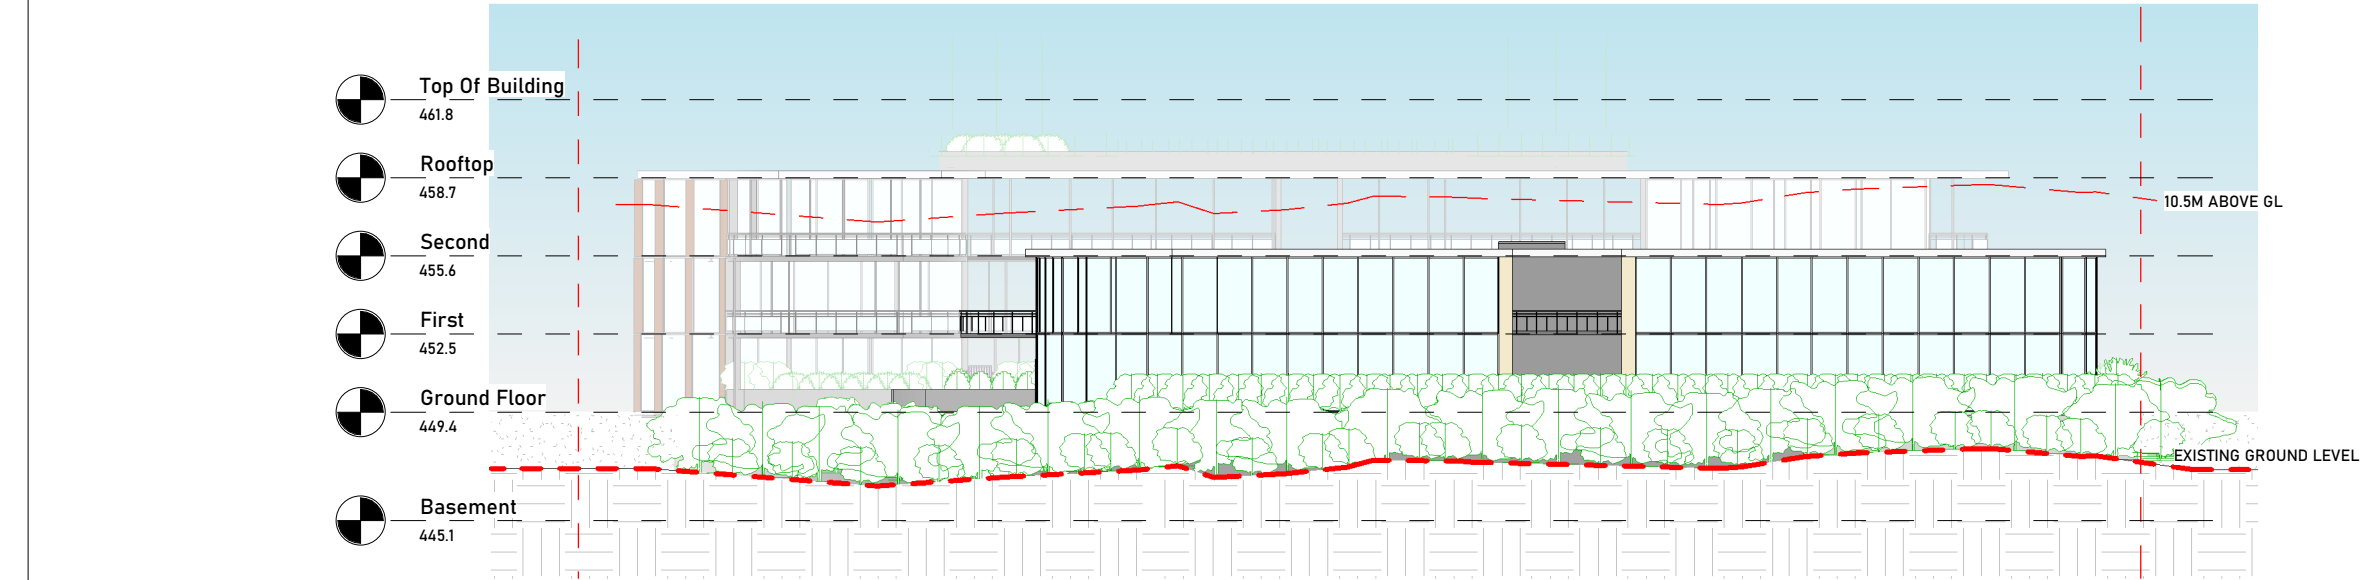 Top Of Building
461.8
Rooftop
458.7
10.5M ABOVE GL
Second
455.6
First
452.5
Ground Floor
449.4
EXISTING GROUND LEVEL
Basement
445.1